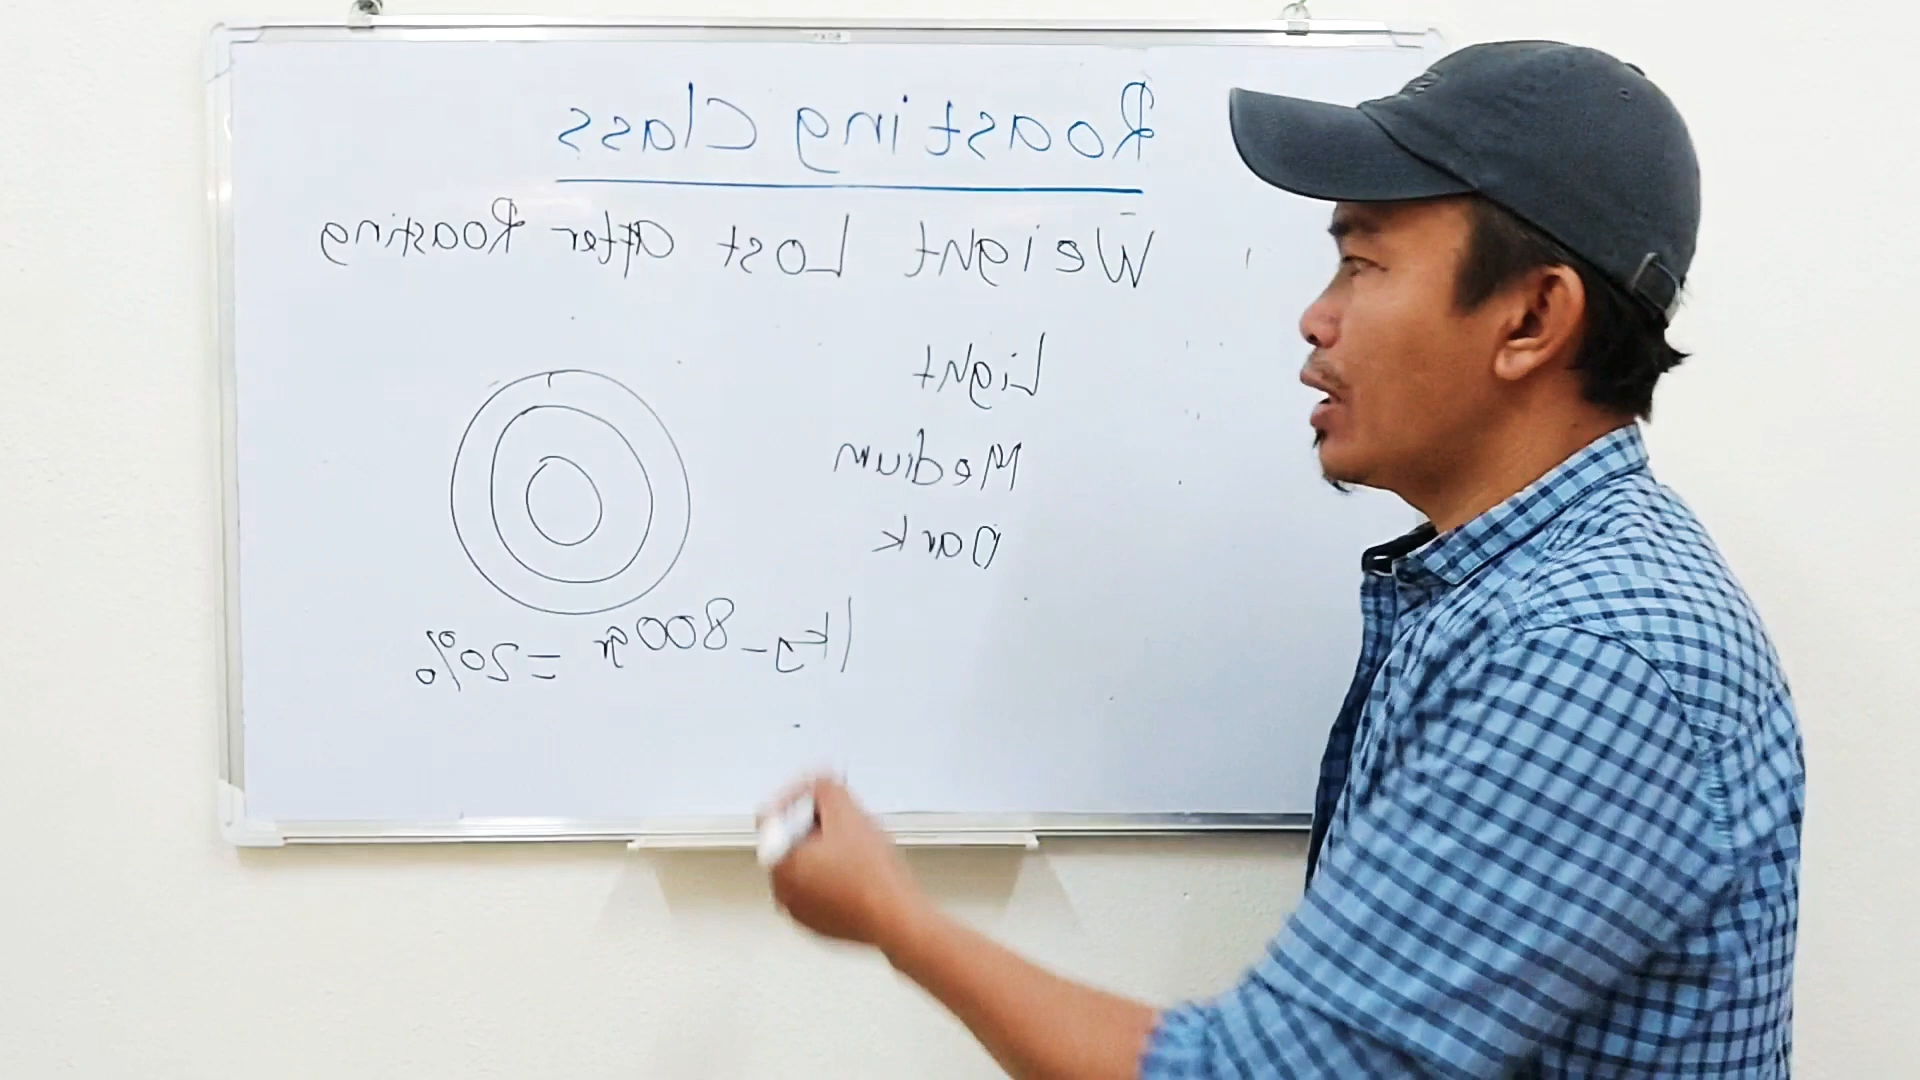 Roasting Class
Weight Lost after Roasting
Light
Medium
Dark
1kg-800gr = 20%